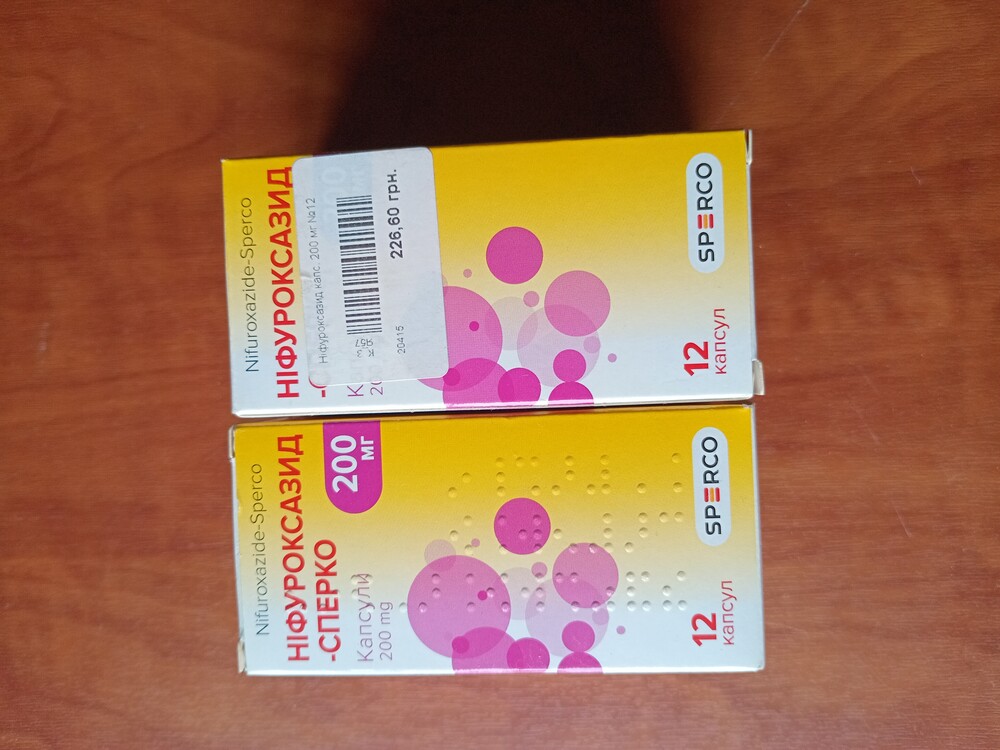 Nifuroxazide-Sperco
НІФУРОКСАЗИД
Ніфуроксазид капс. 200 мг №12
226,60 грн.
20415
12
капсул
SPERCO
Nifuroxazide-Sperco
НІФУРОКСАЗИД
-СПЕРКО
200
мг
Капсули
200 mg
12
капсул
SPERCO